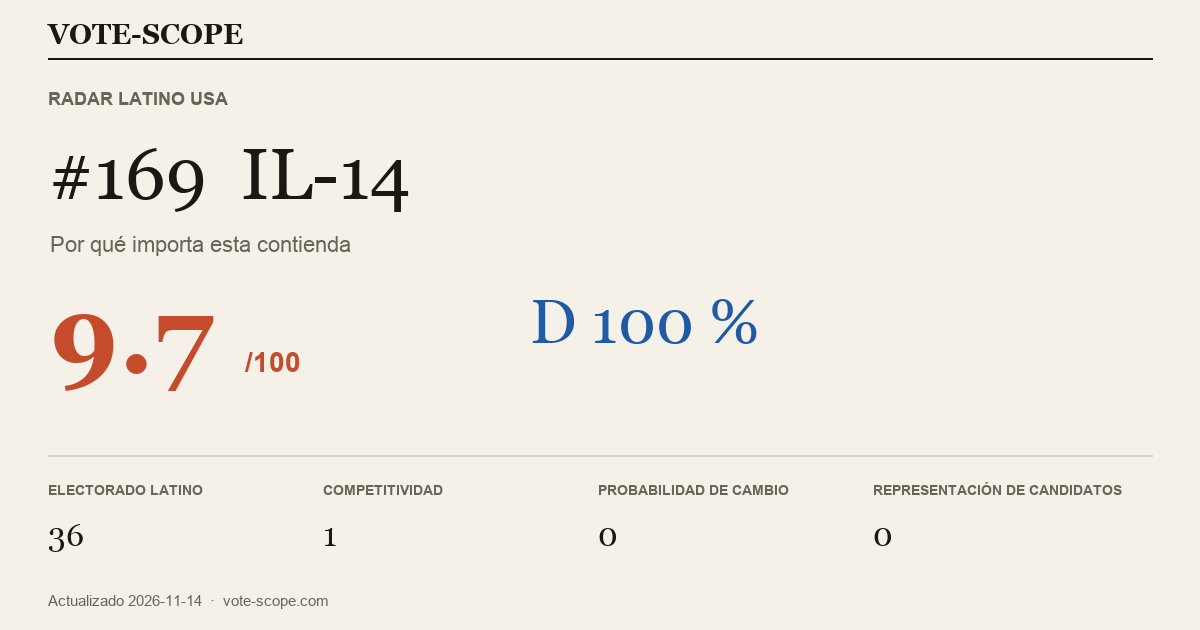 VOTE-SCOPE
RADAR LATINO USA
#169 IL-14
Por qué importa esta contienda
9.7 /100
D 100 %
ELECTORADO LATINO
36
COMPETITIVIDAD
1
PROBABILIDAD DE CAMBIO
0
REPRESENTACIÓN DE CANDIDATOS
0
Actualizado 2026-11-14 · vote-scope.com